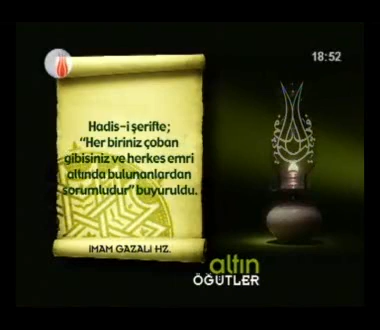 18:52
Hadis-i şerifte;
"Her biriniz çoban
gibisiniz ve herkes emri
altında bulunanlardan
sorumludur" buyuruldu.
İMAM GAZALİ HZ.
altın
ÖĞÜTLER